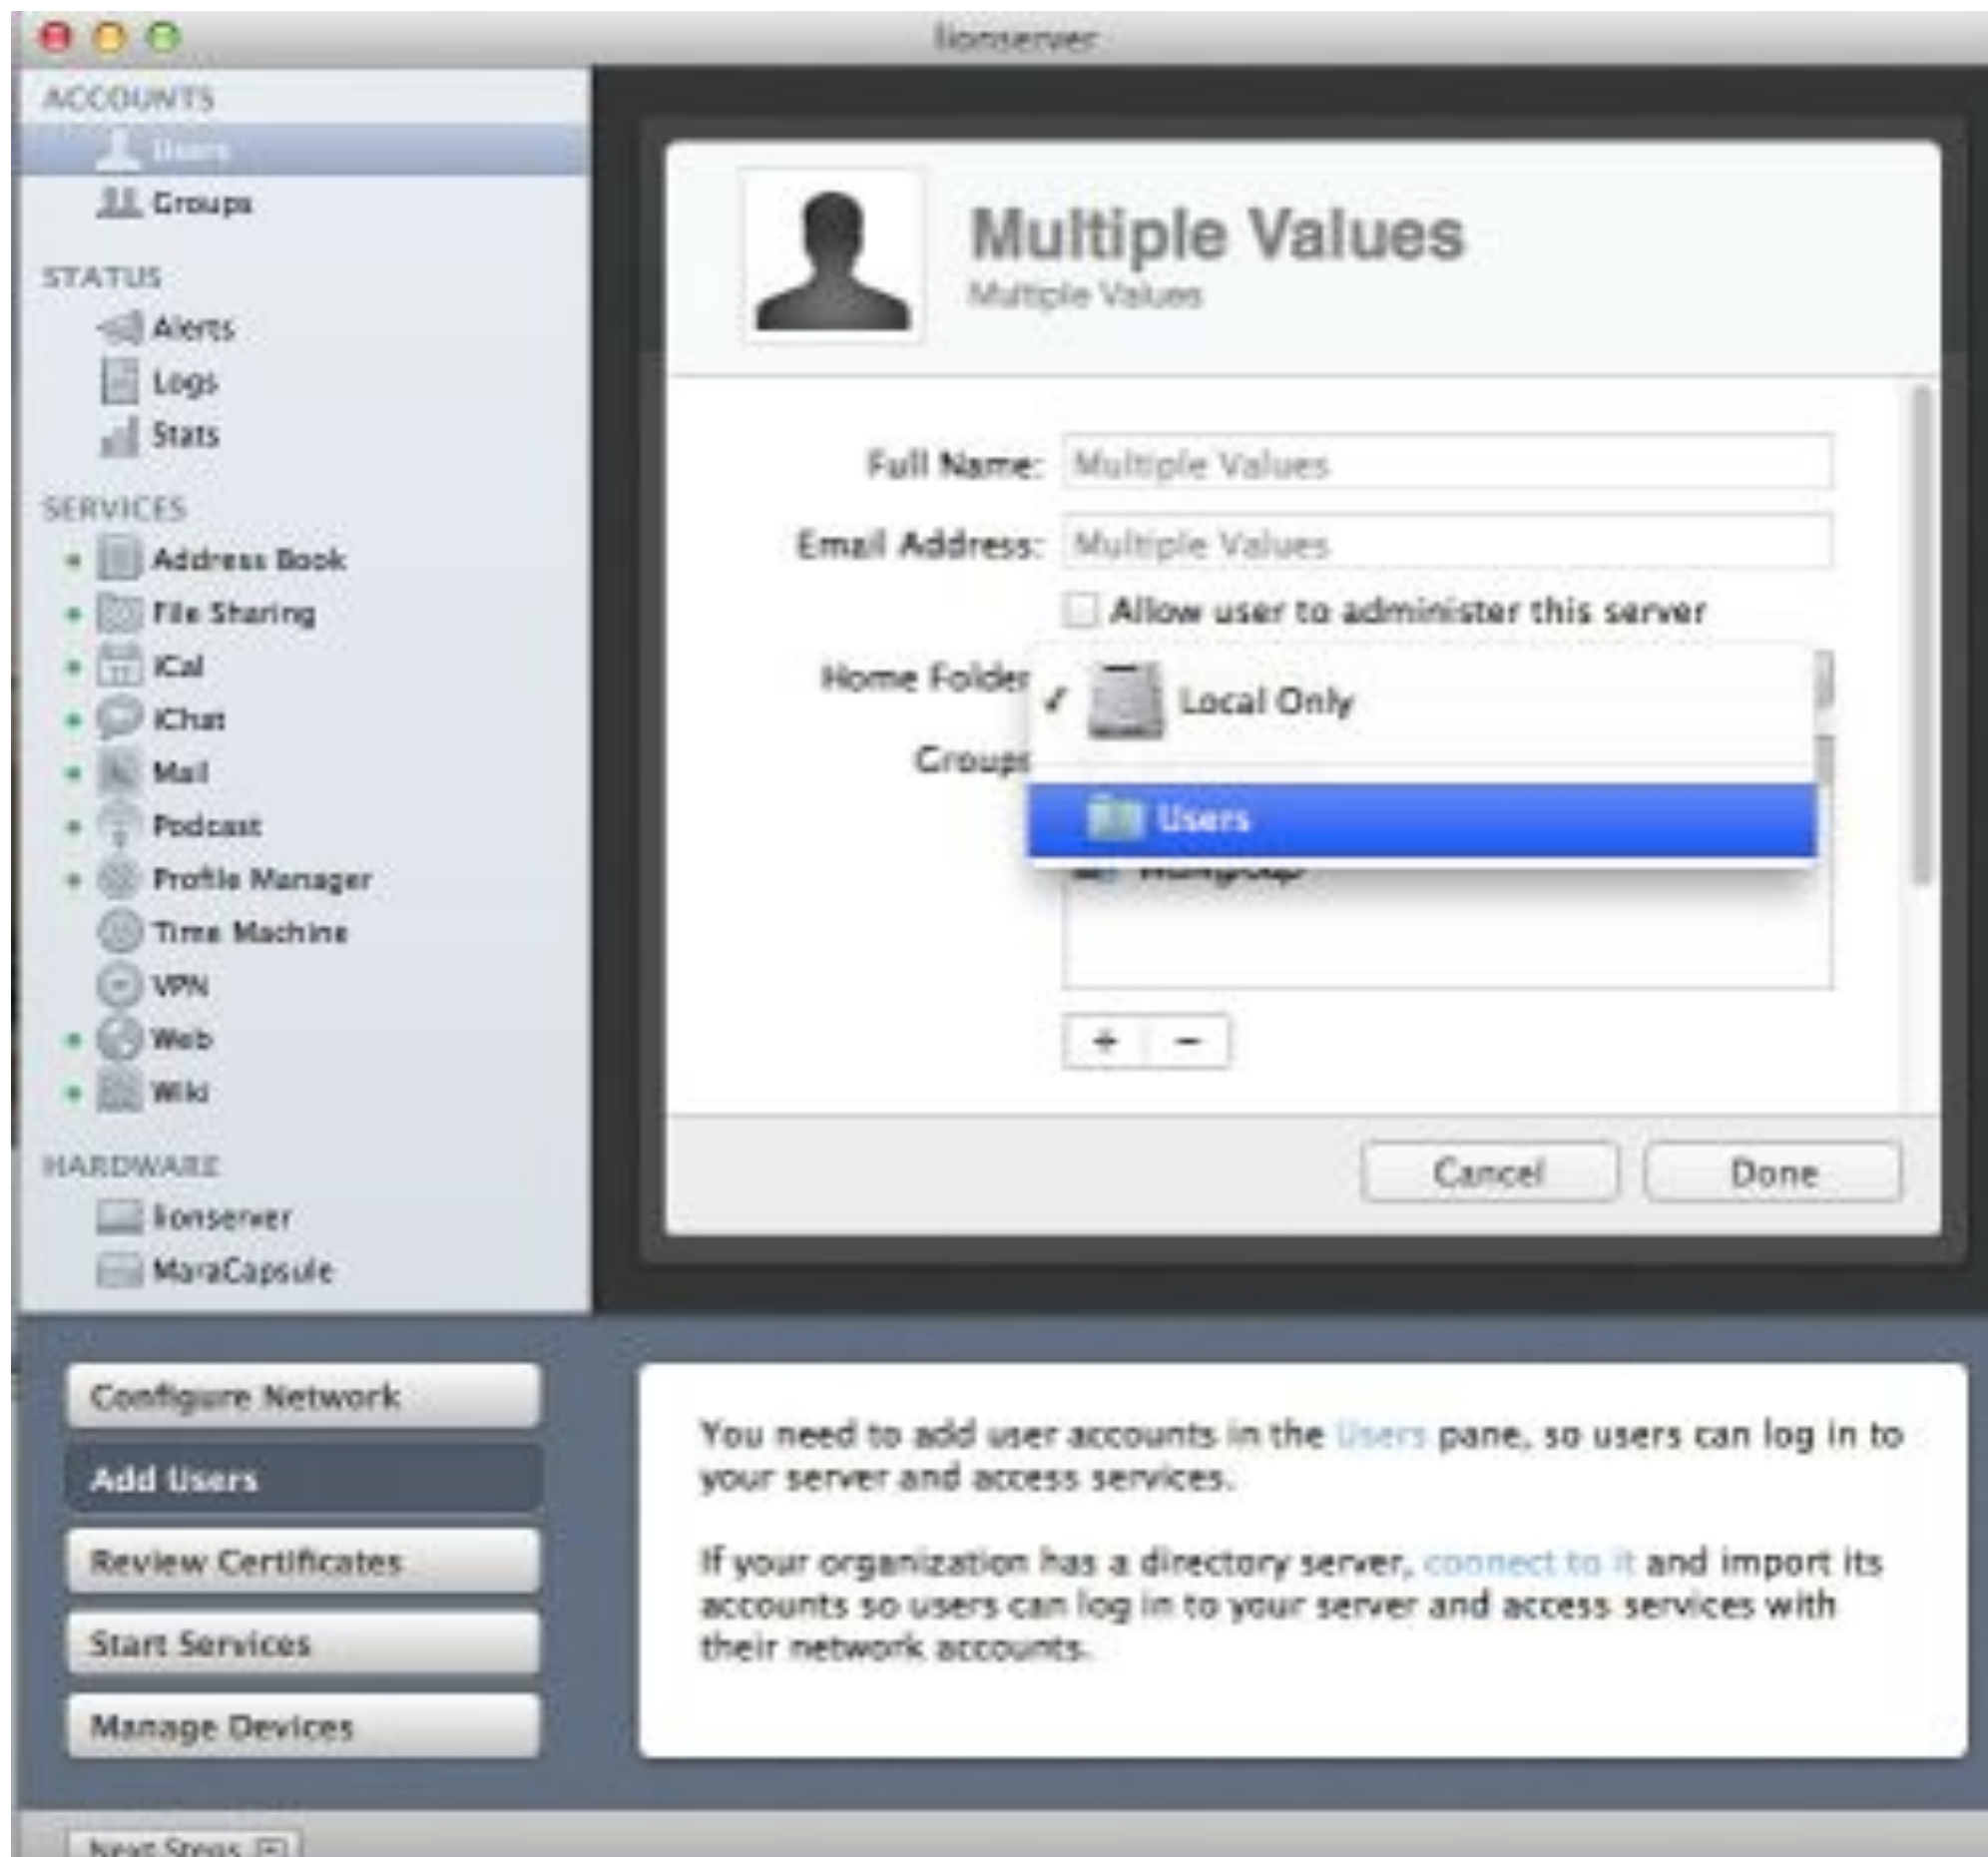 lionserver
ACCOUNTS
Users
Groups
STATUS
Alerts
Logs
Stats
SERVICES
Address Book
File Sharing
iCal
iChat
Mail
Podcast
Profile Manager
Time Machine
VPN
Web
Wiki
HARDWARE
lionserver
MaraCapsule
Multiple Values
Multiple Values
Full Name: Multiple Values
Email Address: Multiple Values
Allow user to administer this server
Home Folder
Local Only
Groups
Users
Workgroup
+ −
Cancel Done
Configure Network
Add Users
Review Certificates
Start Services
Manage Devices
You need to add user accounts in the Users pane, so users can log in to
your server and access services.
If your organization has a directory server, connect to it and import its
accounts so users can log in to your server and access services with
their network accounts.
Next Steps